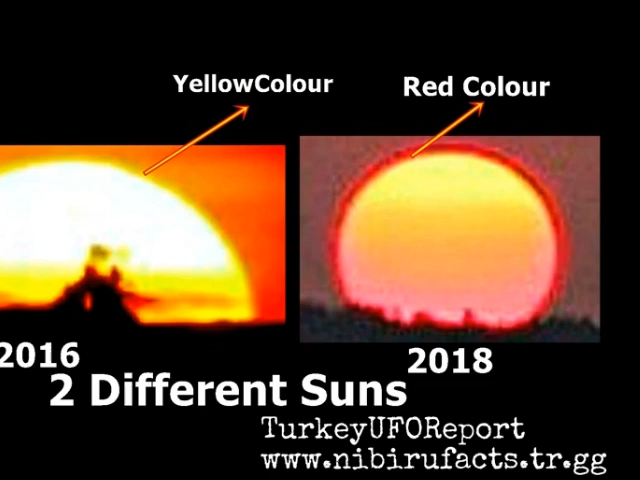 YellowColour
Red Colour
2016
2018
2 Different Suns
TurkeyUFOReport
www.nibirufacts.tr.gg